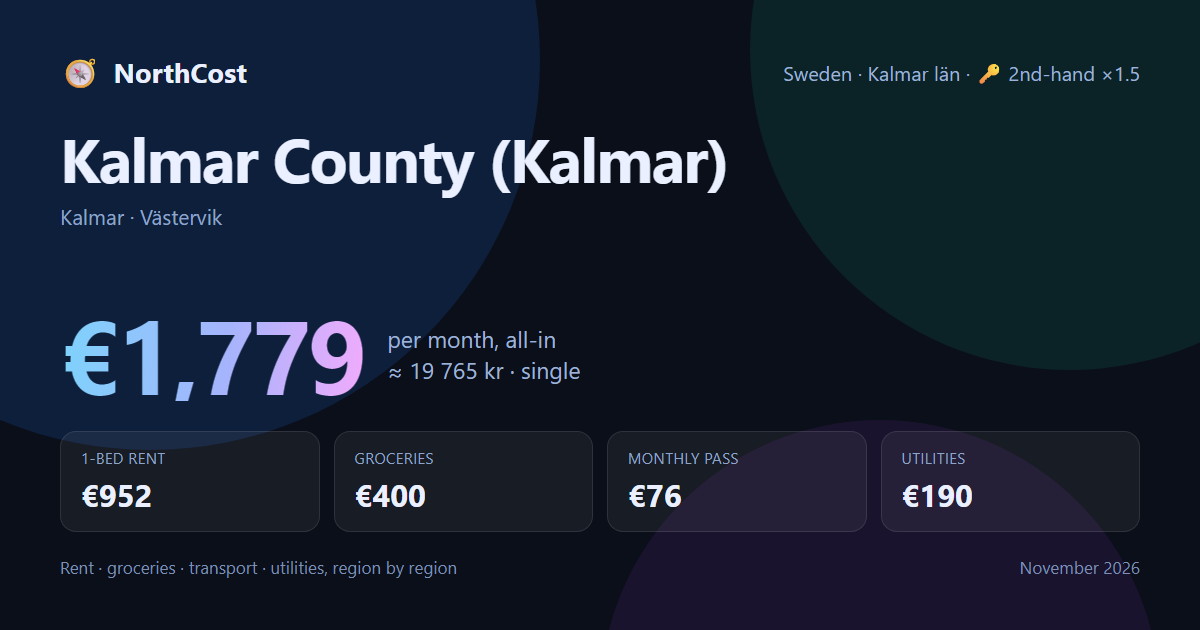 NorthCost
Sweden · Kalmar län · 🔑 2nd-hand ×1.5
Kalmar County (Kalmar)
Kalmar · Västervik
€1,779
per month, all-in
≈ 19 765 kr · single
1-BED RENT
€952
GROCERIES
€400
MONTHLY PASS
€76
UTILITIES
€190
Rent · groceries · transport · utilities, region by region
November 2026